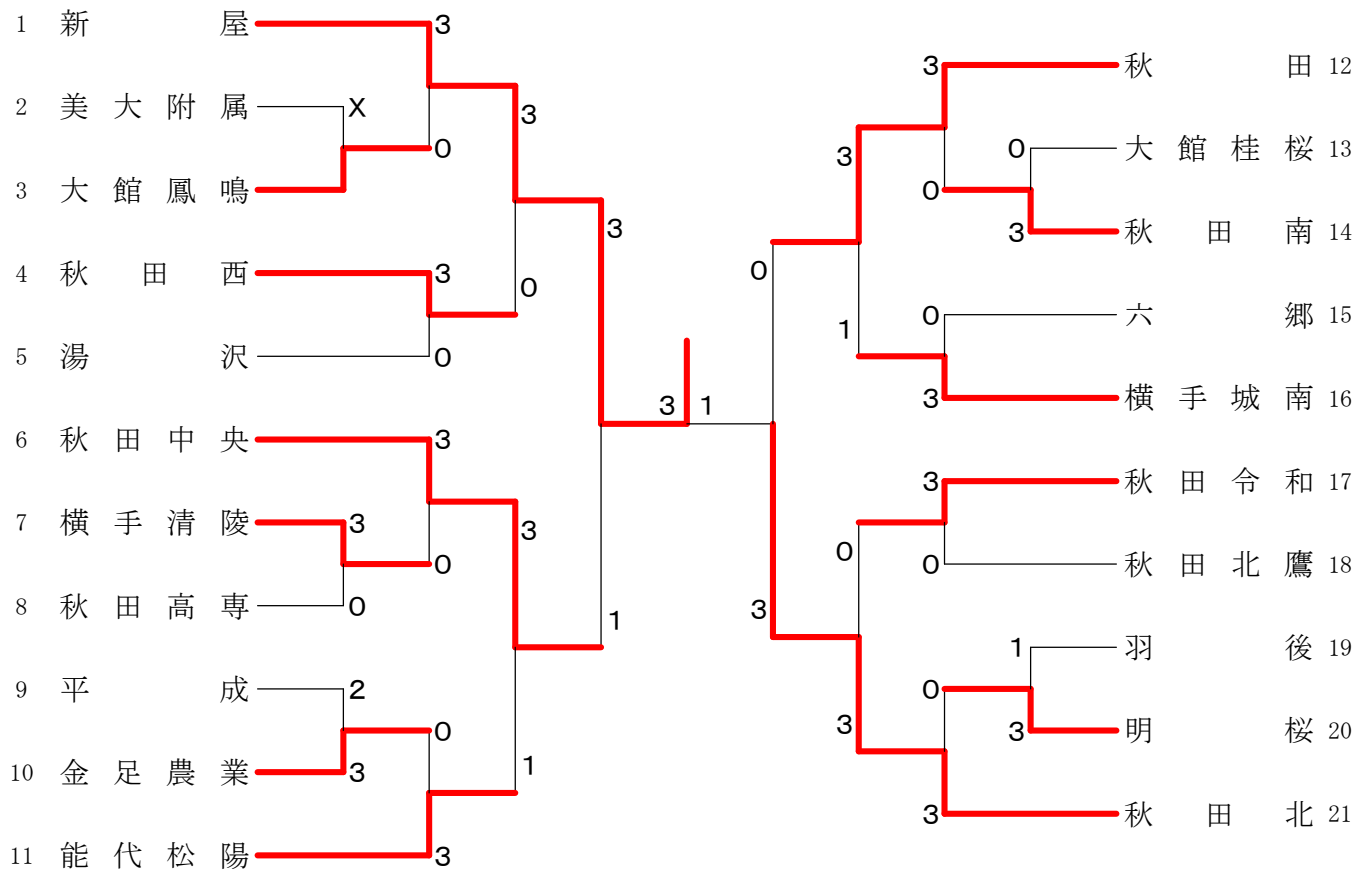 1 新屋 3
2 美大附属 X
3
0
3 大館鳳鳴
3
4 秋田西 3
0
5 湯沢 0
3 1
6 秋田中央 3
7 横手清陵 3
3
0
8 秋田高専 0
1
9 平成 2
0
10 金足農業 3
1
11 能代松陽 3
3 秋田 12
0 大館桂桜 13
3
0
3 秋田南 14
0
0 六郷 15
1
3 横手城南 16
3 秋田令和 17
0
0 秋田北鷹 18
3
1 羽後 19
0
3 明桜 20
3
3 秋田北 21